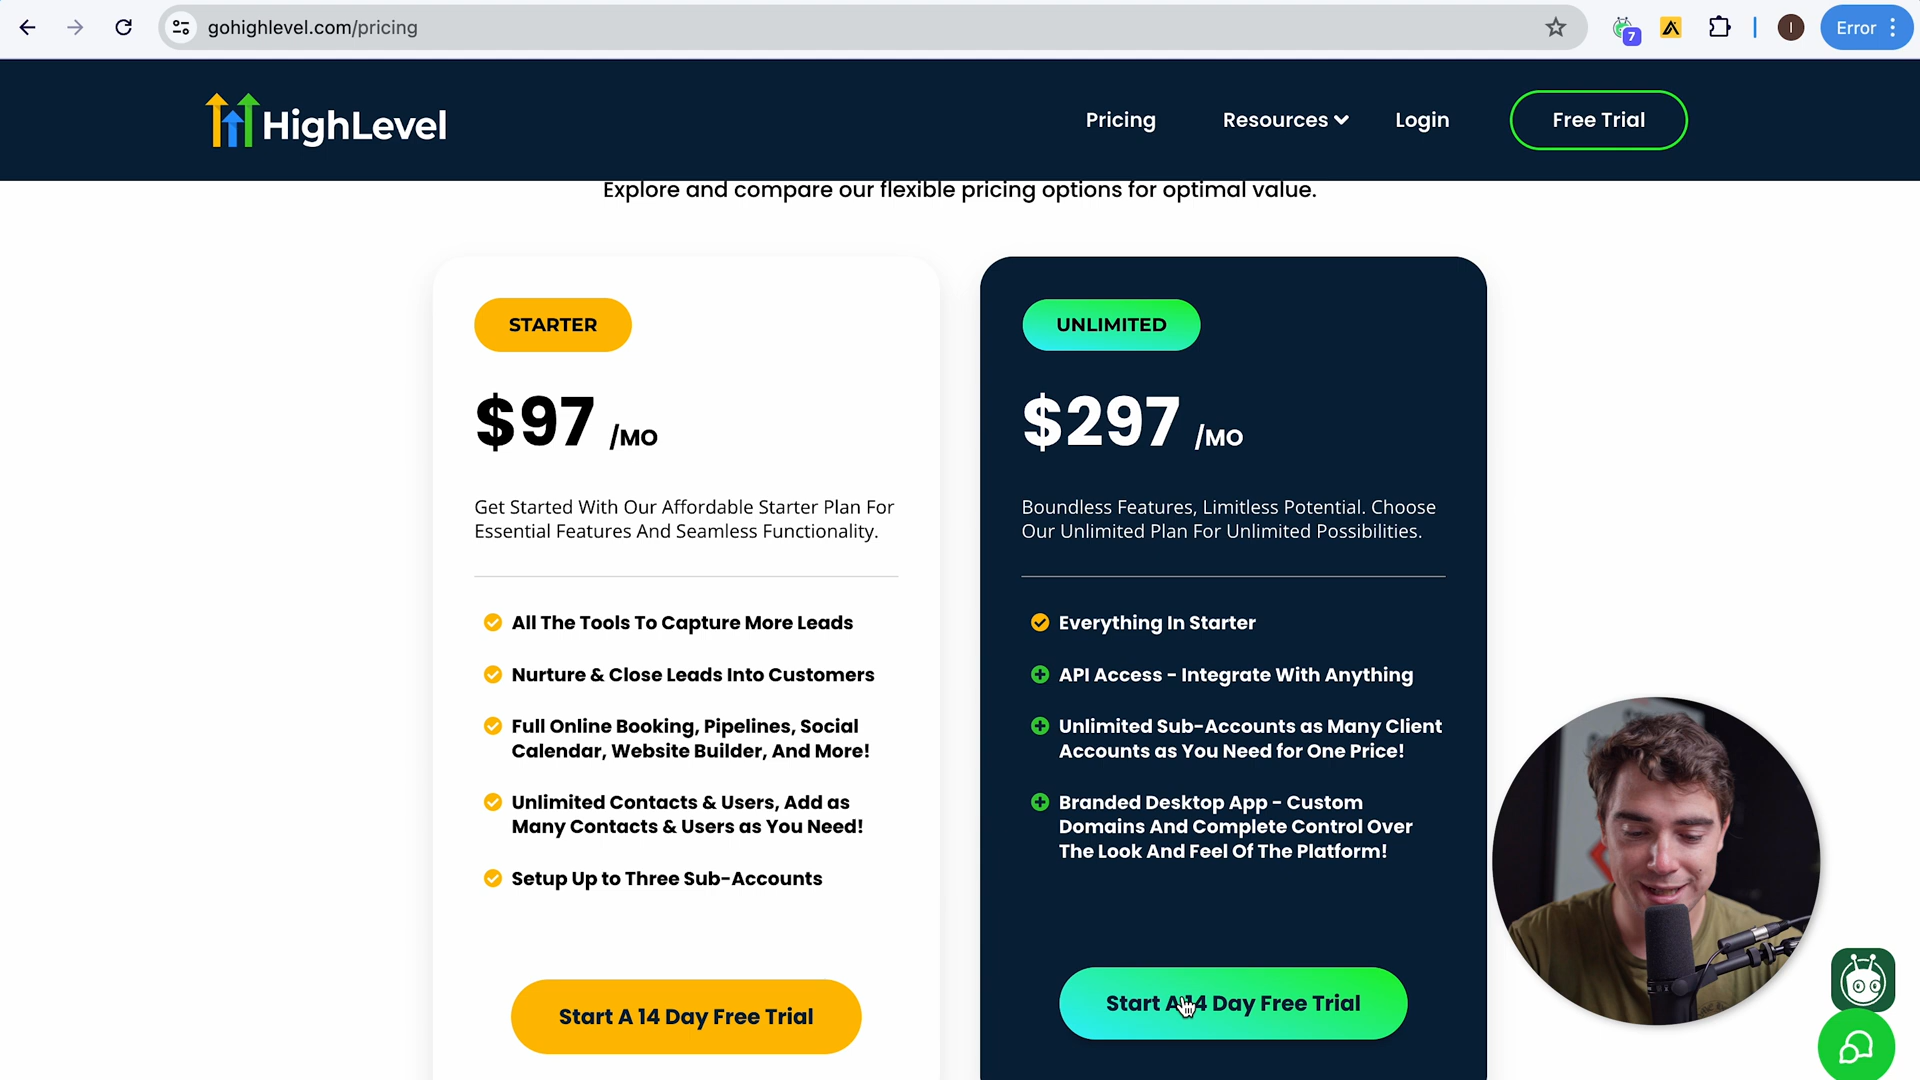 gohighlevel.com/pricing
7
I
Error
HighLevel
Pricing
Resources
Login
Free Trial
Explore and compare our flexible pricing options for optimal value.
STARTER
$97 /MO
Get Started With Our Affordable Starter Plan For
Essential Features And Seamless Functionality.
All The Tools To Capture More Leads
Nurture & Close Leads Into Customers
Full Online Booking, Pipelines, Social
Calendar, Website Builder, And More!
Unlimited Contacts & Users, Add as
Many Contacts & Users as You Need!
Setup Up to Three Sub-Accounts
Start A 14 Day Free Trial
UNLIMITED
$297 /MO
Boundless Features, Limitless Potential. Choose
Our Unlimited Plan For Unlimited Possibilities.
Everything In Starter
API Access - Integrate With Anything
Unlimited Sub-Accounts as Many Client
Accounts as You Need for One Price!
Branded Desktop App - Custom
Domains And Complete Control Over
The Look And Feel Of The Platform!
Start A 14 Day Free Trial